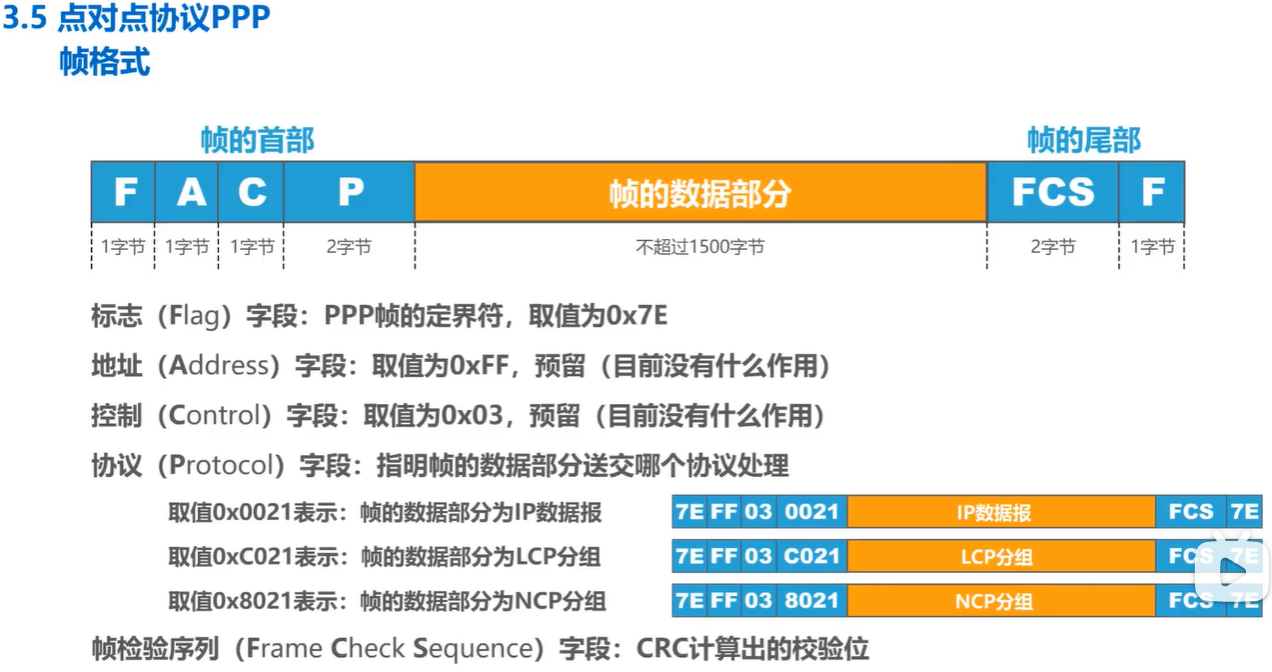 3.5 点对点协议PPP
帧格式
帧的首部 帧的尾部
F A C P 帧的数据部分 FCS F
1字节 1字节 1字节 2字节 不超过1500字节 2字节 1字节
标志（Flag）字段：PPP帧的定界符，取值为0x7E
地址（Address）字段：取值为0xFF，预留（目前没有什么作用）
控制（Control）字段：取值为0x03，预留（目前没有什么作用）
协议（Protocol）字段：指明帧的数据部分送交哪个协议处理
取值0x0021表示：帧的数据部分为IP数据报 7E FF 03 0021 IP数据报 FCS 7E
取值0xC021表示：帧的数据部分为LCP分组 7E FF 03 C021 LCP分组 FCS 7E
取值0x8021表示：帧的数据部分为NCP分组 7E FF 03 8021 NCP分组 FCS 7E
帧检验序列（Frame Check Sequence）字段：CRC计算出的校验位